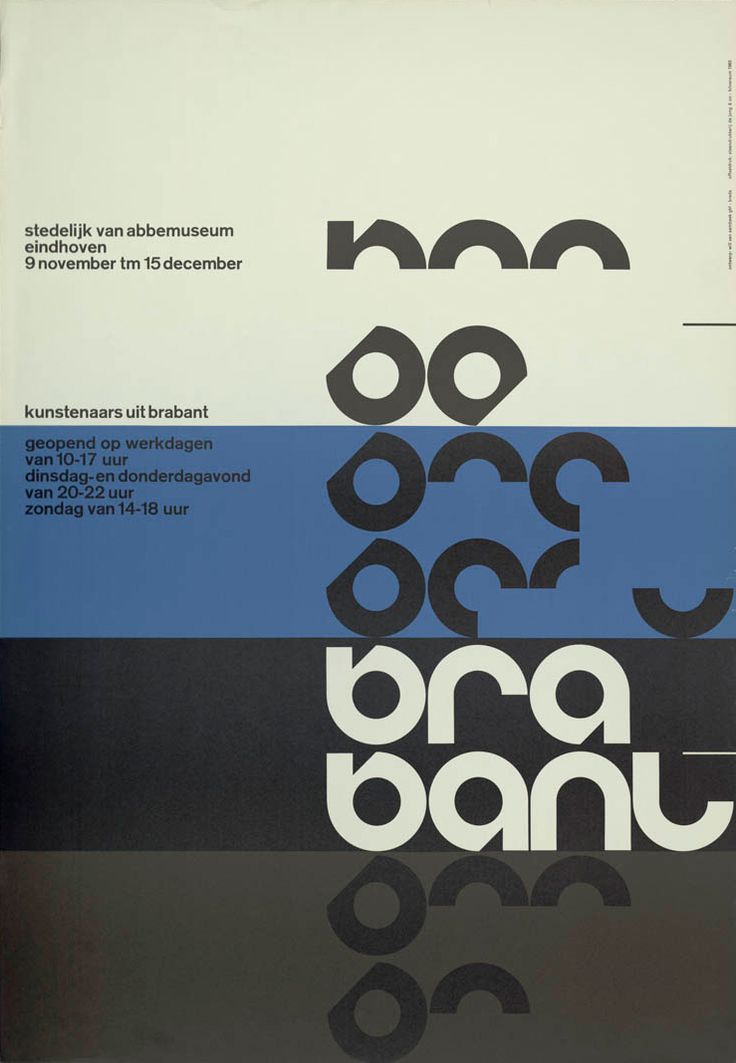 stedelijk van abbemuseum
eindhoven
9 november tm 15 december
kunstenaars uit brabant
geopend op werkdagen
van 10-17 uur
dinsdag- en donderdagavond
van 20-22 uur
zondag van 14-18 uur
bra
bant